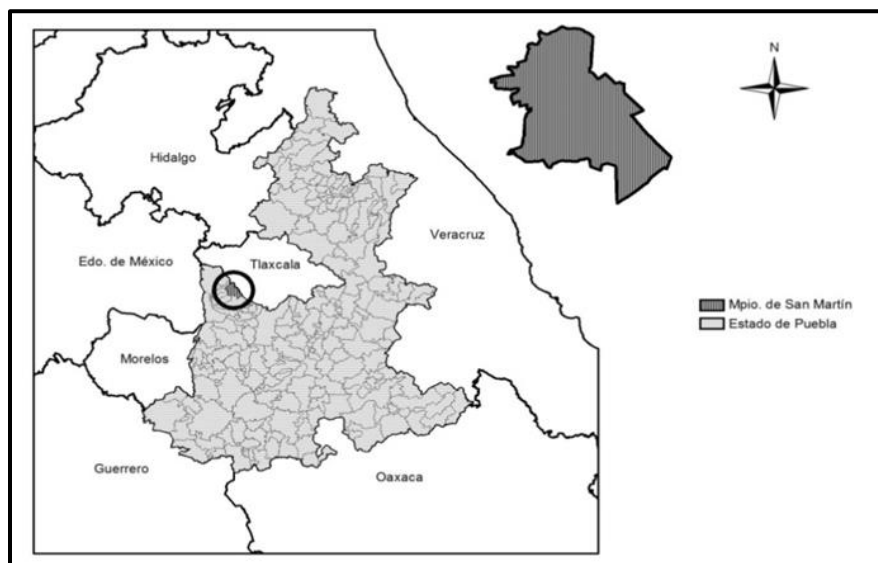 N
Hidalgo
Veracruz
Tlaxcala
Edo. de México
Mpio. de San Martín
Estado de Puebla
Morelos
Guerrero
Oaxaca